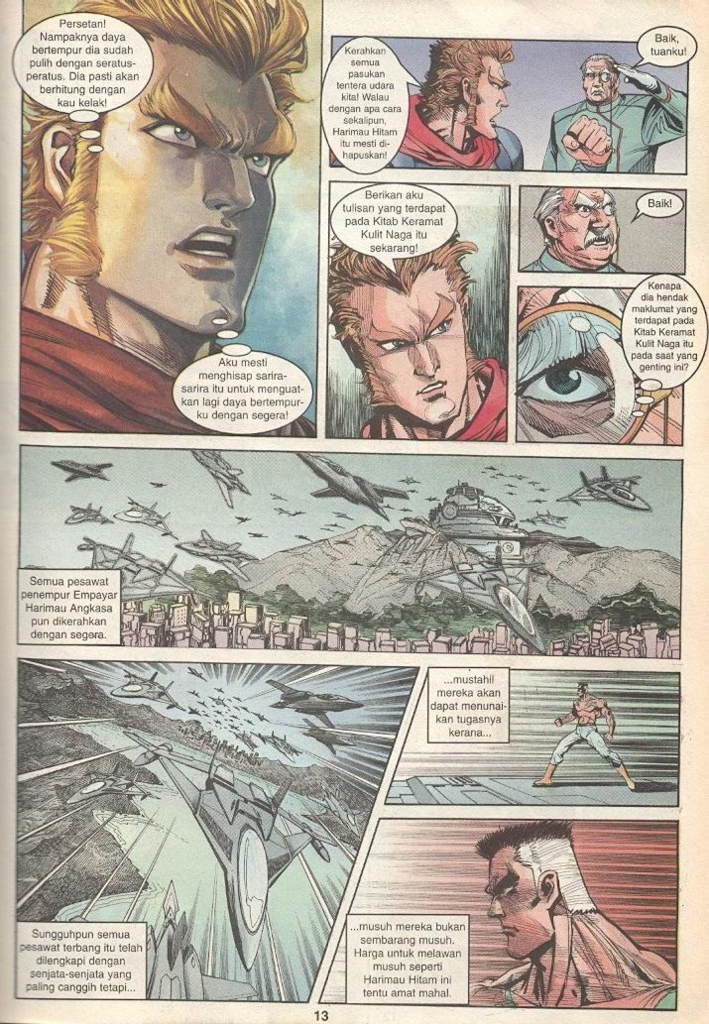 Persetan!
Nampaknya daya
bertempur dia sudah
pulih dengan seratus-
peratus. Dia pasti akan
berhitung dengan
kau kelak!
Aku mesti
menghisap sarira-
sarira itu untuk menguat-
kan lagi daya bertempur-
ku dengan segera!
Kerahkan
semua
pasukan
tentera udara
kita! Walau
dengan apa cara
sekalipun,
Harimau Hitam
itu mesti di-
hapuskan!
Baik,
tuanku!
Berikan aku
tulisan yang terdapat
pada Kitab Keramat
Kulit Naga itu
sekarang!
Baik!
Kenapa
dia hendak
maklumat yang
terdapat pada
Kitab Keramat
Kulit Naga itu
pada saat yang
genting ini?
Semua pesawat
penempur Empayar
Harimau Angkasa
pun dikerahkan
dengan segera.
Sungguhpun semua
pesawat terbang itu telah
dilengkapi dengan
senjata-senjata yang
paling canggih tetapi...
...mustahil
mereka akan
dapat menunai-
kan tugasnya
kerana...
...musuh mereka bukan
sembarang musuh.
Harga untuk melawan
musuh seperti
Harimau Hitam ini
tentu amat mahal.
13